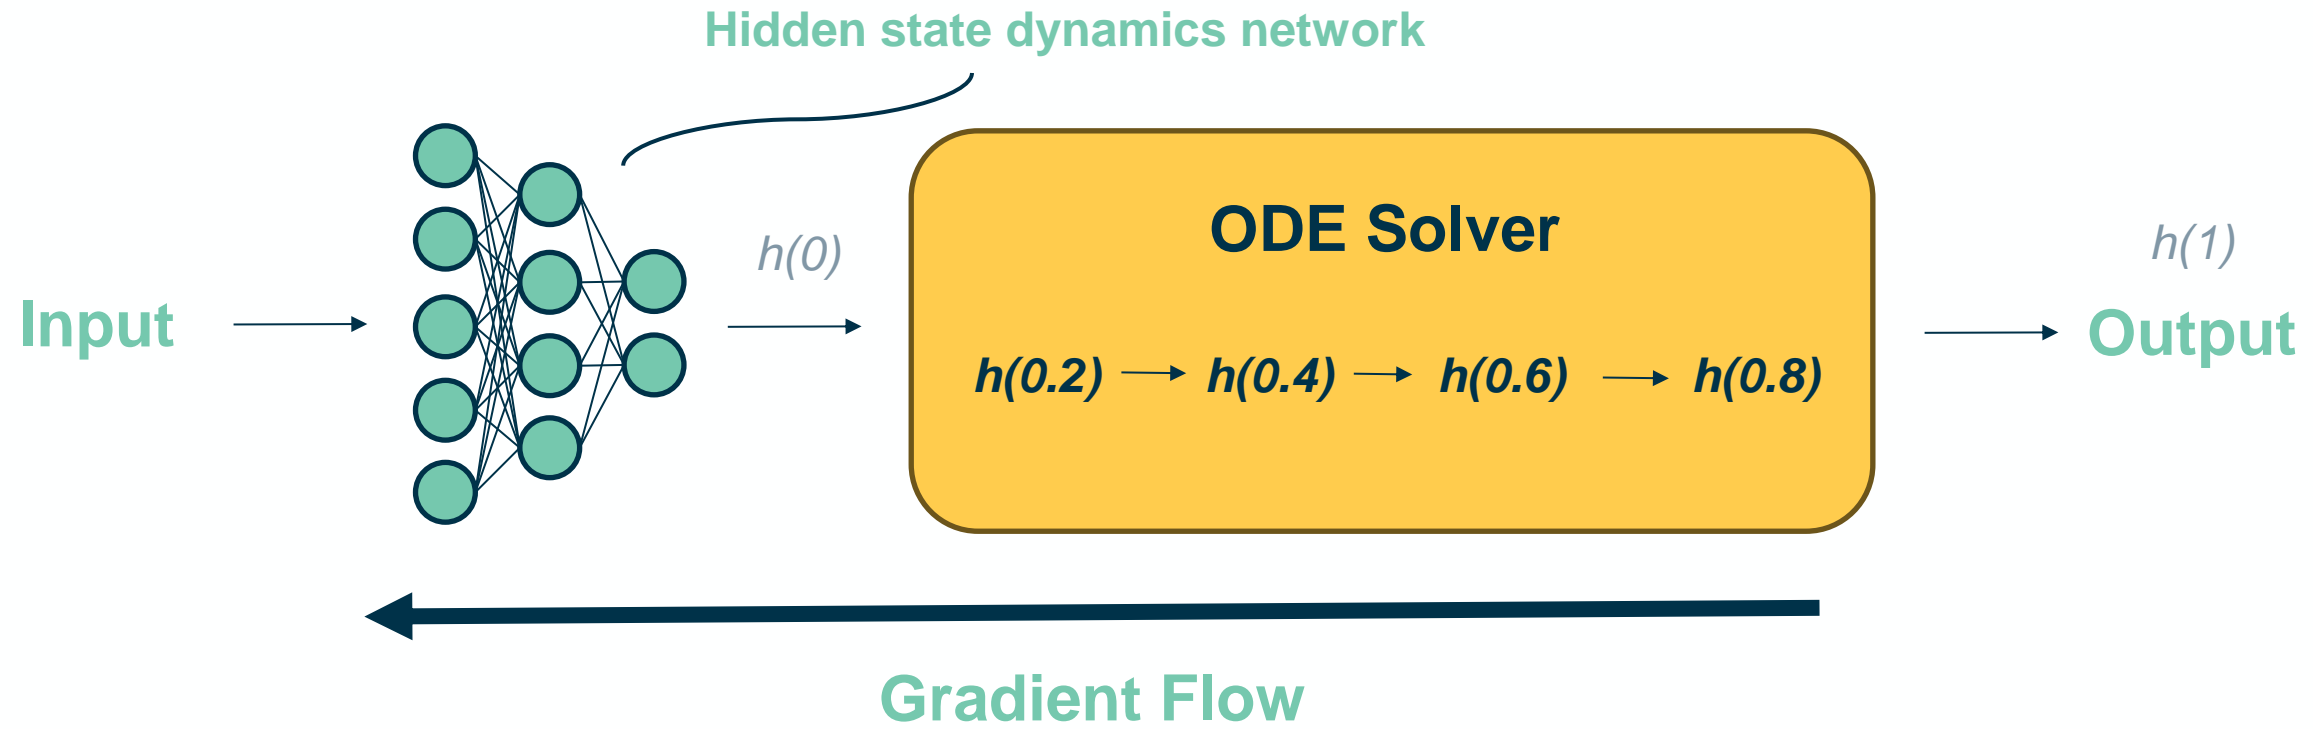 Hidden state dynamics network
Input
h(0)
ODE Solver
h(0.2) h(0.4) h(0.6) h(0.8)
h(1)
Output
Gradient Flow